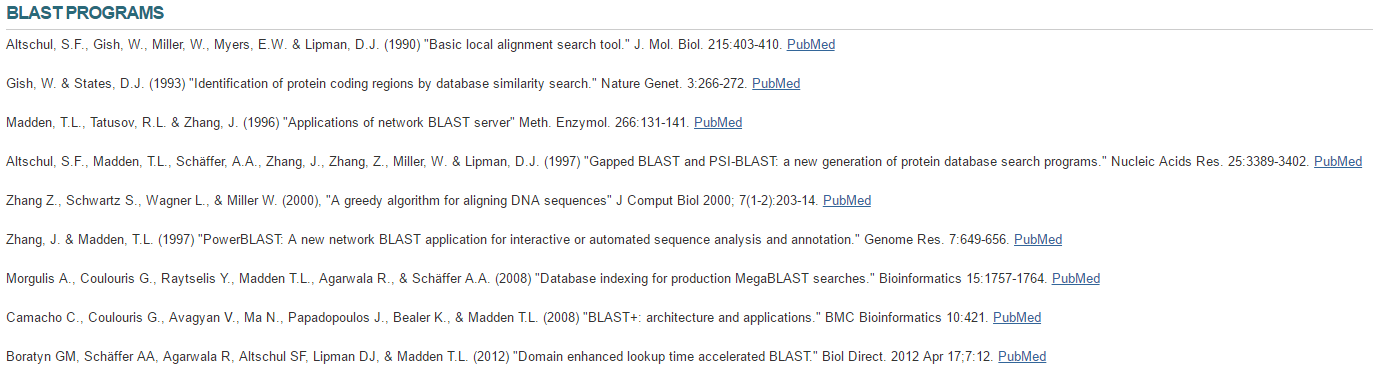 BLAST PROGRAMS
Altschul, S.F., Gish, W., Miller, W., Myers, E.W. & Lipman, D.J. (1990) "Basic local alignment search tool." J. Mol. Biol. 215:403-410. PubMed
Gish, W. & States, D.J. (1993) "Identification of protein coding regions by database similarity search." Nature Genet. 3:266-272. PubMed
Madden, T.L., Tatusov, R.L. & Zhang, J. (1996) "Applications of network BLAST server" Meth. Enzymol. 266:131-141. PubMed
Altschul, S.F., Madden, T.L., Schäffer, A.A., Zhang, J., Zhang, Z., Miller, W. & Lipman, D.J. (1997) "Gapped BLAST and PSI-BLAST: a new generation of protein database search programs." Nucleic Acids Res. 25:3389-3402. PubMed
Zhang Z., Schwartz S., Wagner L., & Miller W. (2000), "A greedy algorithm for aligning DNA sequences" J Comput Biol 2000; 7(1-2):203-14. PubMed
Zhang, J. & Madden, T.L. (1997) "PowerBLAST: A new network BLAST application for interactive or automated sequence analysis and annotation." Genome Res. 7:649-656. PubMed
Morgulis A., Coulouris G., Raytselis Y., Madden T.L., Agarwala R., & Schäffer A.A. (2008) "Database indexing for production MegaBLAST searches." Bioinformatics 15:1757-1764. PubMed
Camacho C., Coulouris G., Avagyan V., Ma N., Papadopoulos J., Bealer K., & Madden T.L. (2008) "BLAST+: architecture and applications." BMC Bioinformatics 10:421. PubMed
Boratyn GM, Schäffer AA, Agarwala R, Altschul SF, Lipman DJ, & Madden T.L. (2012) "Domain enhanced lookup time accelerated BLAST." Biol Direct. 2012 Apr 17;7:12. PubMed